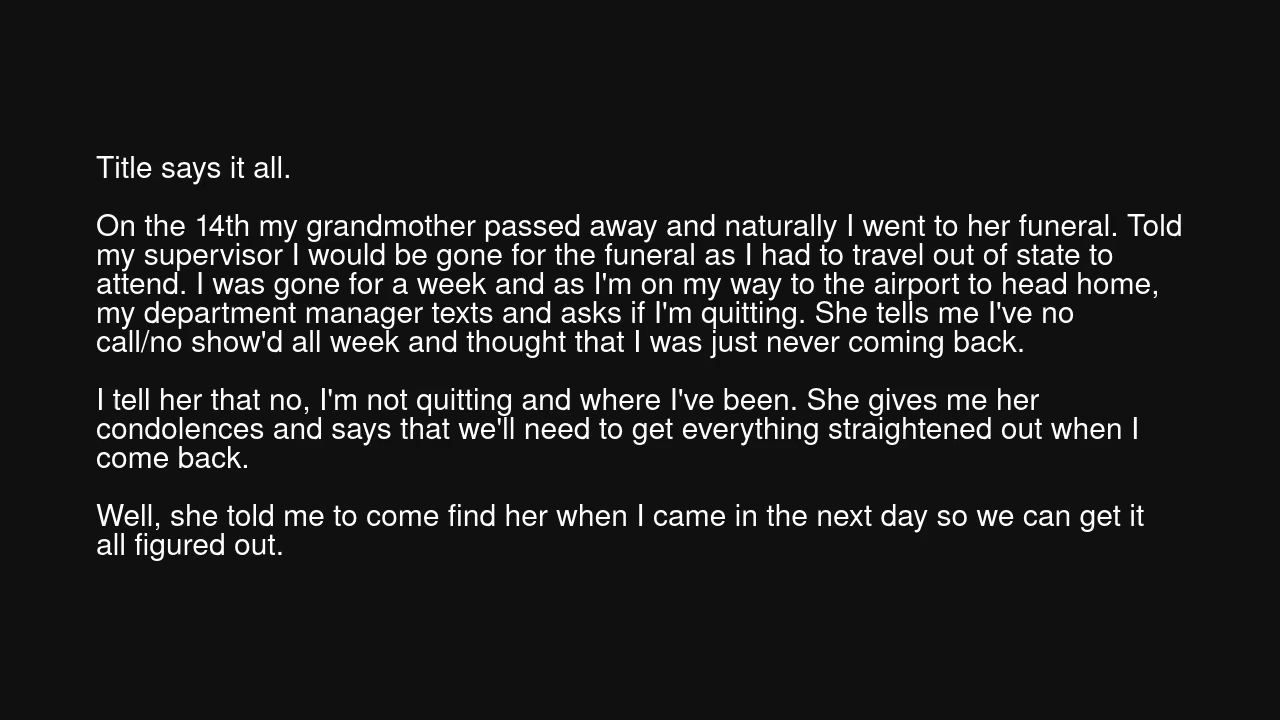 Title says it all.
On the 14th my grandmother passed away and naturally I went to her funeral. Told
my supervisor I would be gone for the funeral as I had to travel out of state to
attend. I was gone for a week and as I'm on my way to the airport to head home,
my department manager texts and asks if I'm quitting. She tells me I've no
call/no show'd all week and thought that I was just never coming back.
I tell her that no, I'm not quitting and where I've been. She gives me her
condolences and says that we'll need to get everything straightened out when I
come back.
Well, she told me to come find her when I came in the next day so we can get it
all figured out.